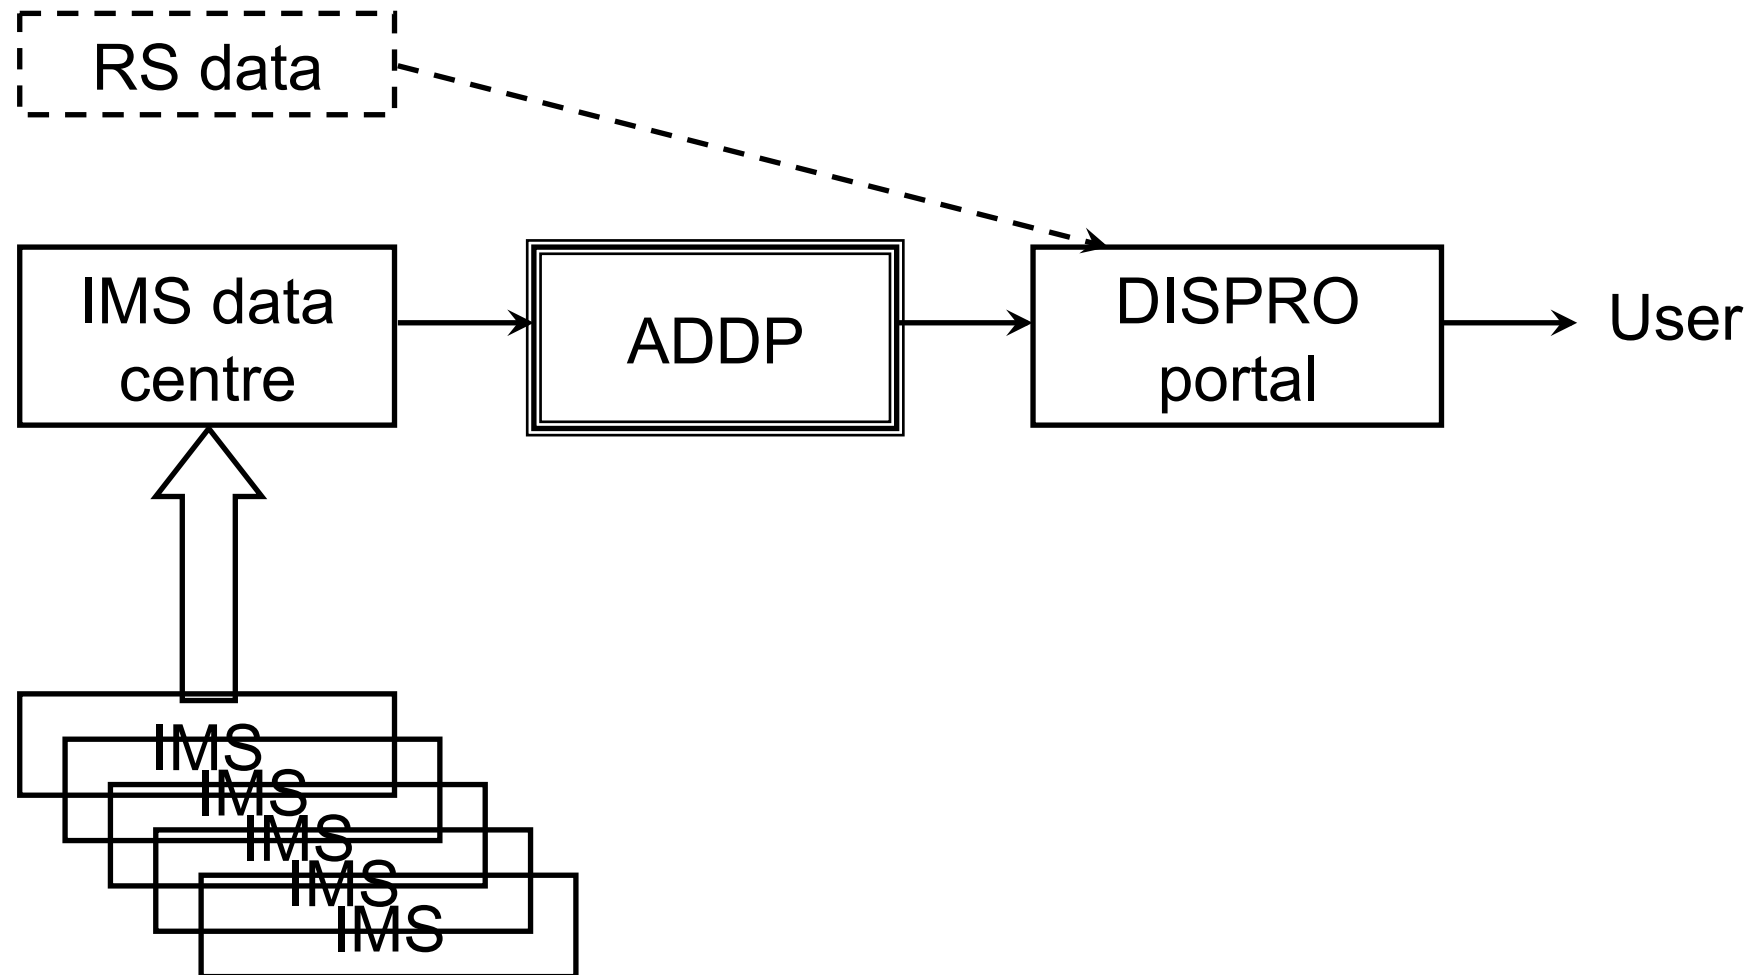 RS data
IMS data
centre
ADDP
DISPRO
portal
User
IMS
IMS
IMS
IMS
IMS